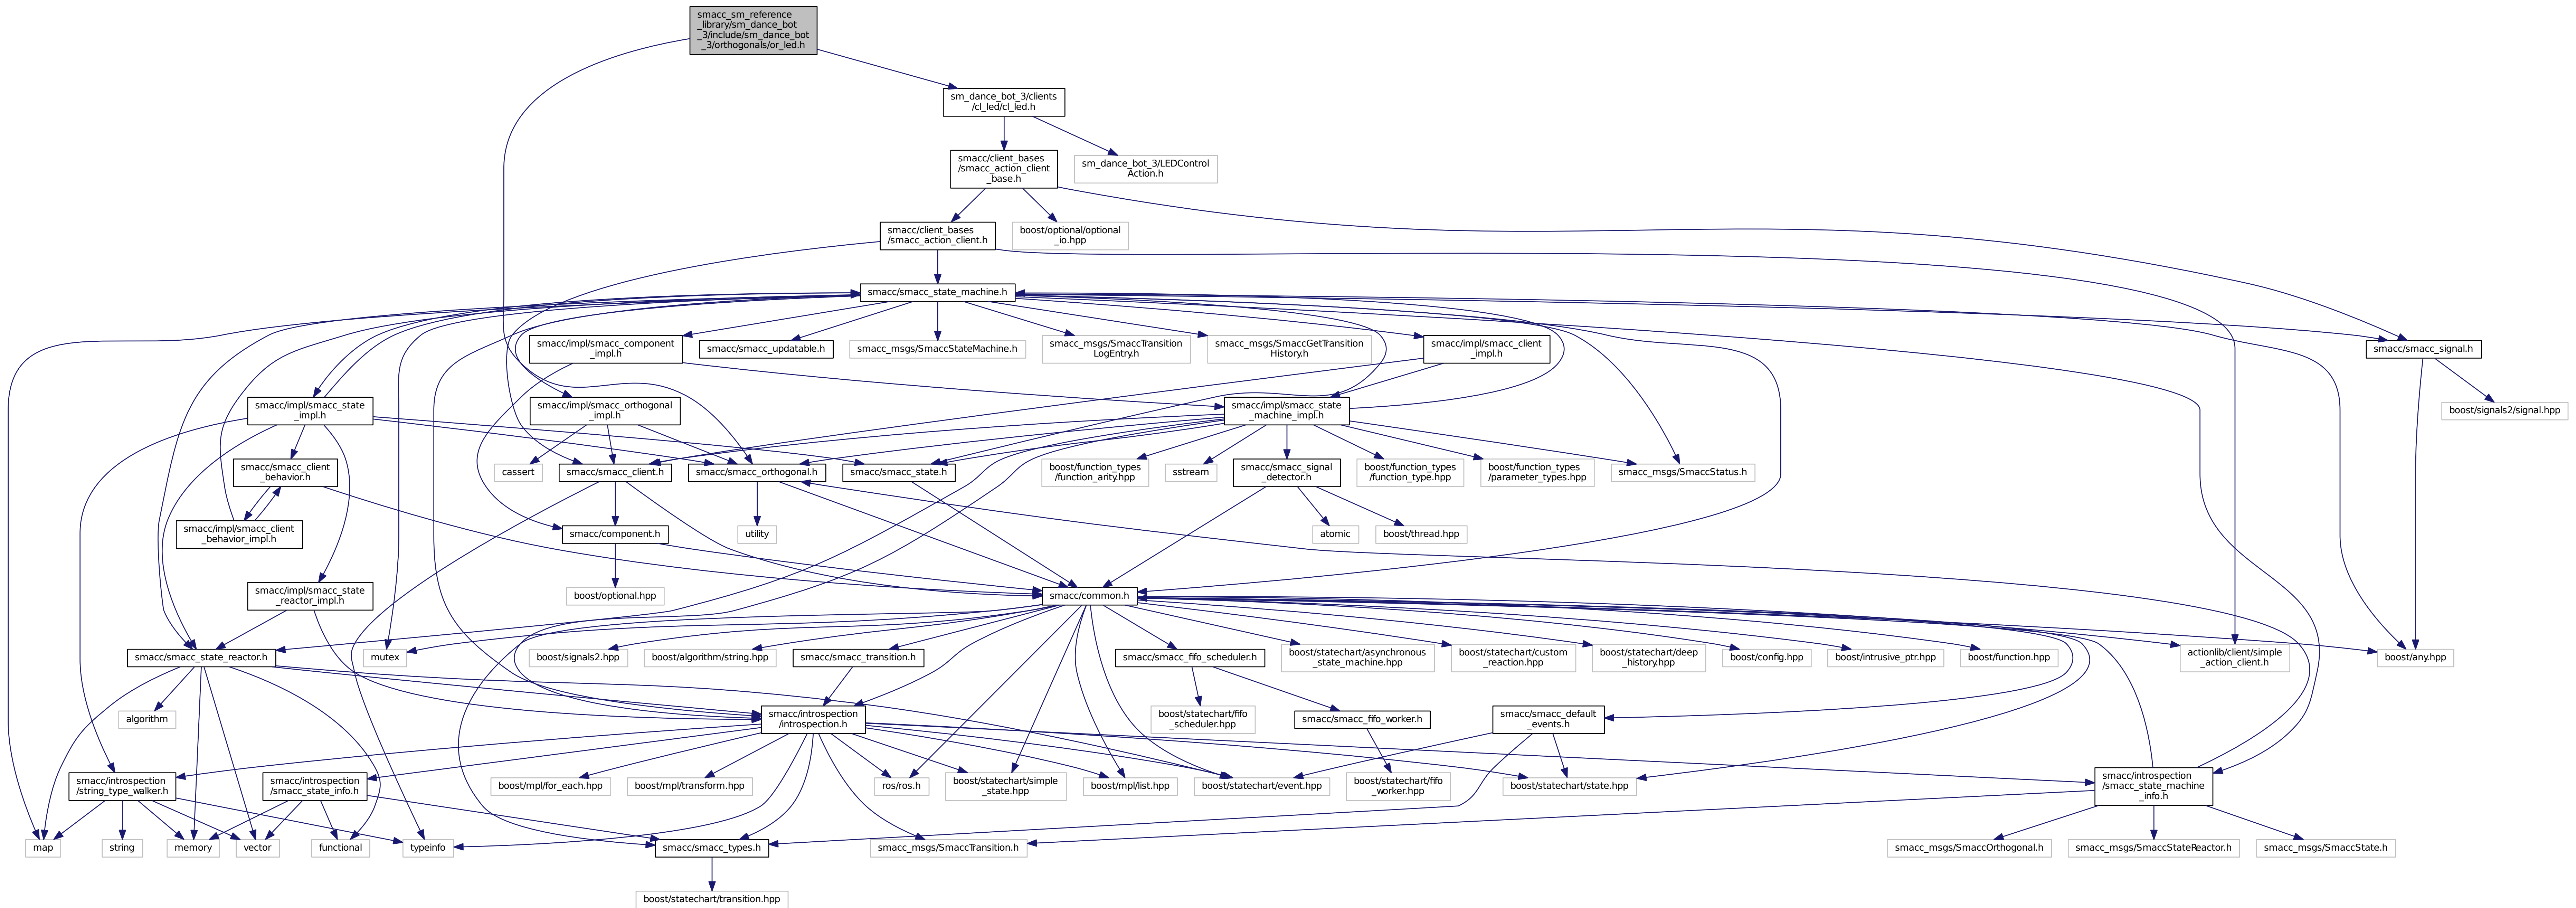 smacc_sm_reference
_library/sm_dance_bot
_3/include/sm_dance_bot
_3/orthogonals/or_led.h
sm_dance_bot_3/clients
/cl_led/cl_led.h
smacc/client_bases
/smacc_action_client
_base.h
sm_dance_bot_3/LEDControl
Action.h
smacc/client_bases
/smacc_action_client.h
boost/optional/optional
_io.hpp
smacc/smacc_state_machine.h
smacc/impl/smacc_component
_impl.h
smacc/smacc_updatable.h
smacc_msgs/SmaccStateMachine.h
smacc_msgs/SmaccTransition
LogEntry.h
smacc_msgs/SmaccGetTransition
History.h
smacc/impl/smacc_client
_impl.h
smacc/smacc_signal.h
smacc/impl/smacc_state
_impl.h
smacc/impl/smacc_orthogonal
_impl.h
smacc/impl/smacc_state
_machine_impl.h
boost/signals2/signal.hpp
smacc/smacc_client
_behavior.h
cassert
smacc/smacc_client.h
smacc/smacc_orthogonal.h
smacc/smacc_state.h
boost/function_types
/function_arity.hpp
sstream
smacc/smacc_signal
_detector.h
boost/function_types
/function_type.hpp
boost/function_types
/parameter_types.hpp
smacc_msgs/SmaccStatus.h
smacc/impl/smacc_client
_behavior_impl.h
smacc/component.h
utility
atomic
boost/thread.hpp
smacc/impl/smacc_state
_reactor_impl.h
boost/optional.hpp
smacc/common.h
smacc/smacc_state_reactor.h
mutex
boost/signals2.hpp
boost/algorithm/string.hpp
smacc/smacc_transition.h
smacc/smacc_fifo_scheduler.h
boost/statechart/asynchronous
_state_machine.hpp
boost/statechart/custom
_reaction.hpp
boost/statechart/deep
_history.hpp
boost/config.hpp
boost/intrusive_ptr.hpp
boost/function.hpp
actionlib/client/simple
_action_client.h
boost/any.hpp
algorithm
smacc/introspection
/introspection.h
boost/statechart/fifo
_scheduler.hpp
smacc/smacc_fifo_worker.h
smacc/smacc_default
_events.h
smacc/introspection
/string_type_walker.h
smacc/introspection
/smacc_state_info.h
boost/mpl/for_each.hpp
boost/mpl/transform.hpp
ros/ros.h
boost/statechart/simple
_state.hpp
boost/mpl/list.hpp
boost/statechart/event.hpp
boost/statechart/fifo
_worker.hpp
boost/statechart/state.hpp
smacc/introspection
/smacc_state_machine
_info.h
map
string
memory
vector
functional
typeinfo
smacc/smacc_types.h
smacc_msgs/SmaccTransition.h
smacc_msgs/SmaccOrthogonal.h
smacc_msgs/SmaccStateReactor.h
smacc_msgs/SmaccState.h
boost/statechart/transition.hpp